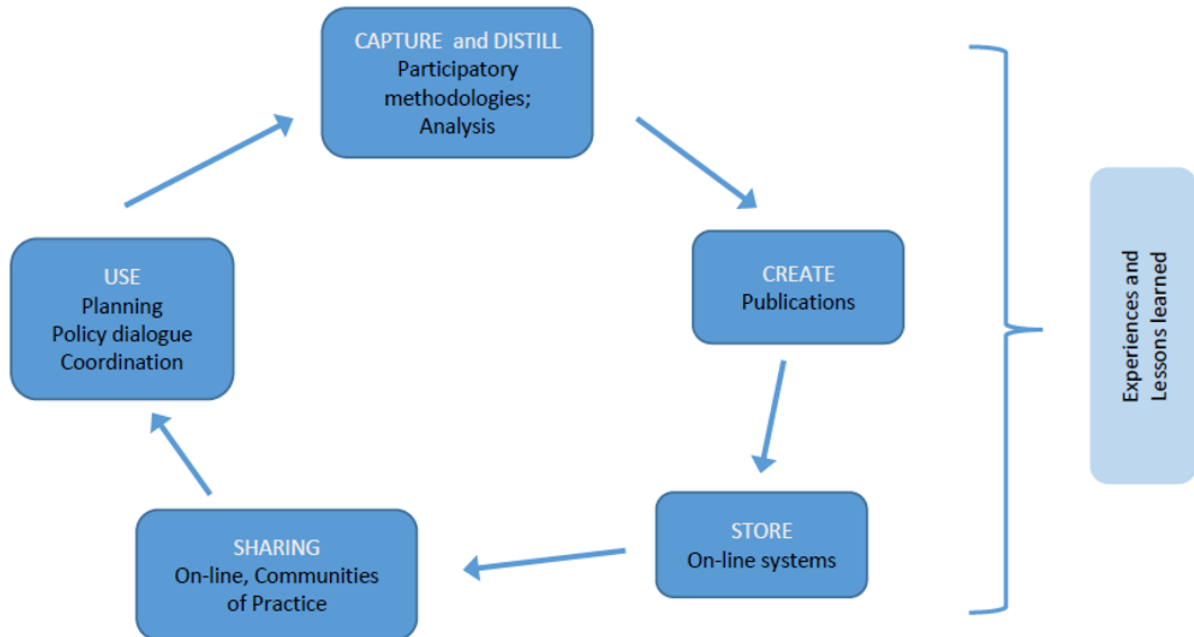 CAPTURE and DISTILL
Participatory
methodologies;
Analysis
CREATE
Publications
STORE
On-line systems
SHARING
On-line, Communities
of Practice
USE
Planning
Policy dialogue
Coordination
Experiences and
Lessons learned